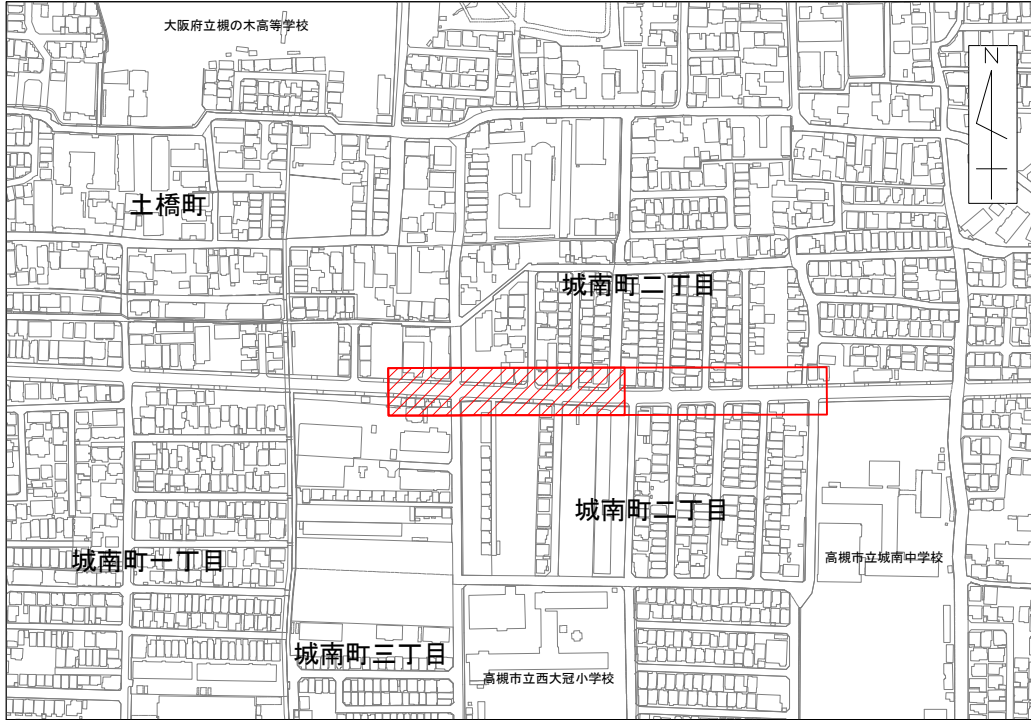 大阪府立槻の木高等学校
N
土橋町
城南町二丁目
城南町二丁目
高槻市立城南中学校
城南町一丁目
城南町三丁目
高槻市立西大冠小学校